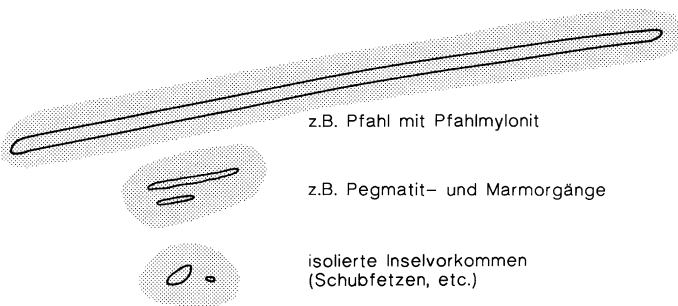 z.B. Pfahl mit Pfahlmylonit
z.B. Pegmatit- und Marmorgänge
isolierte Inselvorkommen
(Schubfetzen, etc.)